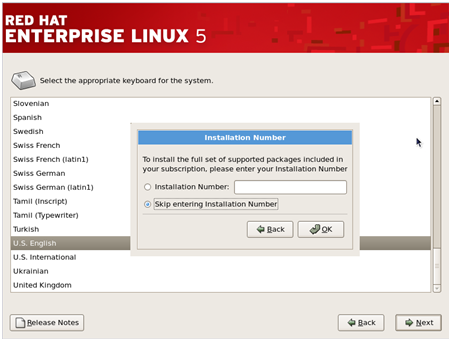 RED HAT
ENTERPRISE LINUX 5
Select the appropriate keyboard for the system.
Slovenian
Spanish
Swedish
Swiss French
Swiss French (latin1)
Swiss German
Swiss German (latin1)
Tamil (Inscript)
Tamil (Typewriter)
Turkish
U.S. English
U.S. International
Ukrainian
United Kingdom
Installation Number
To install the full set of supported packages included in
your subscription, please enter your Installation Number
Installation Number:
Skip entering Installation Number
Back
OK
Release Notes
Back
Next